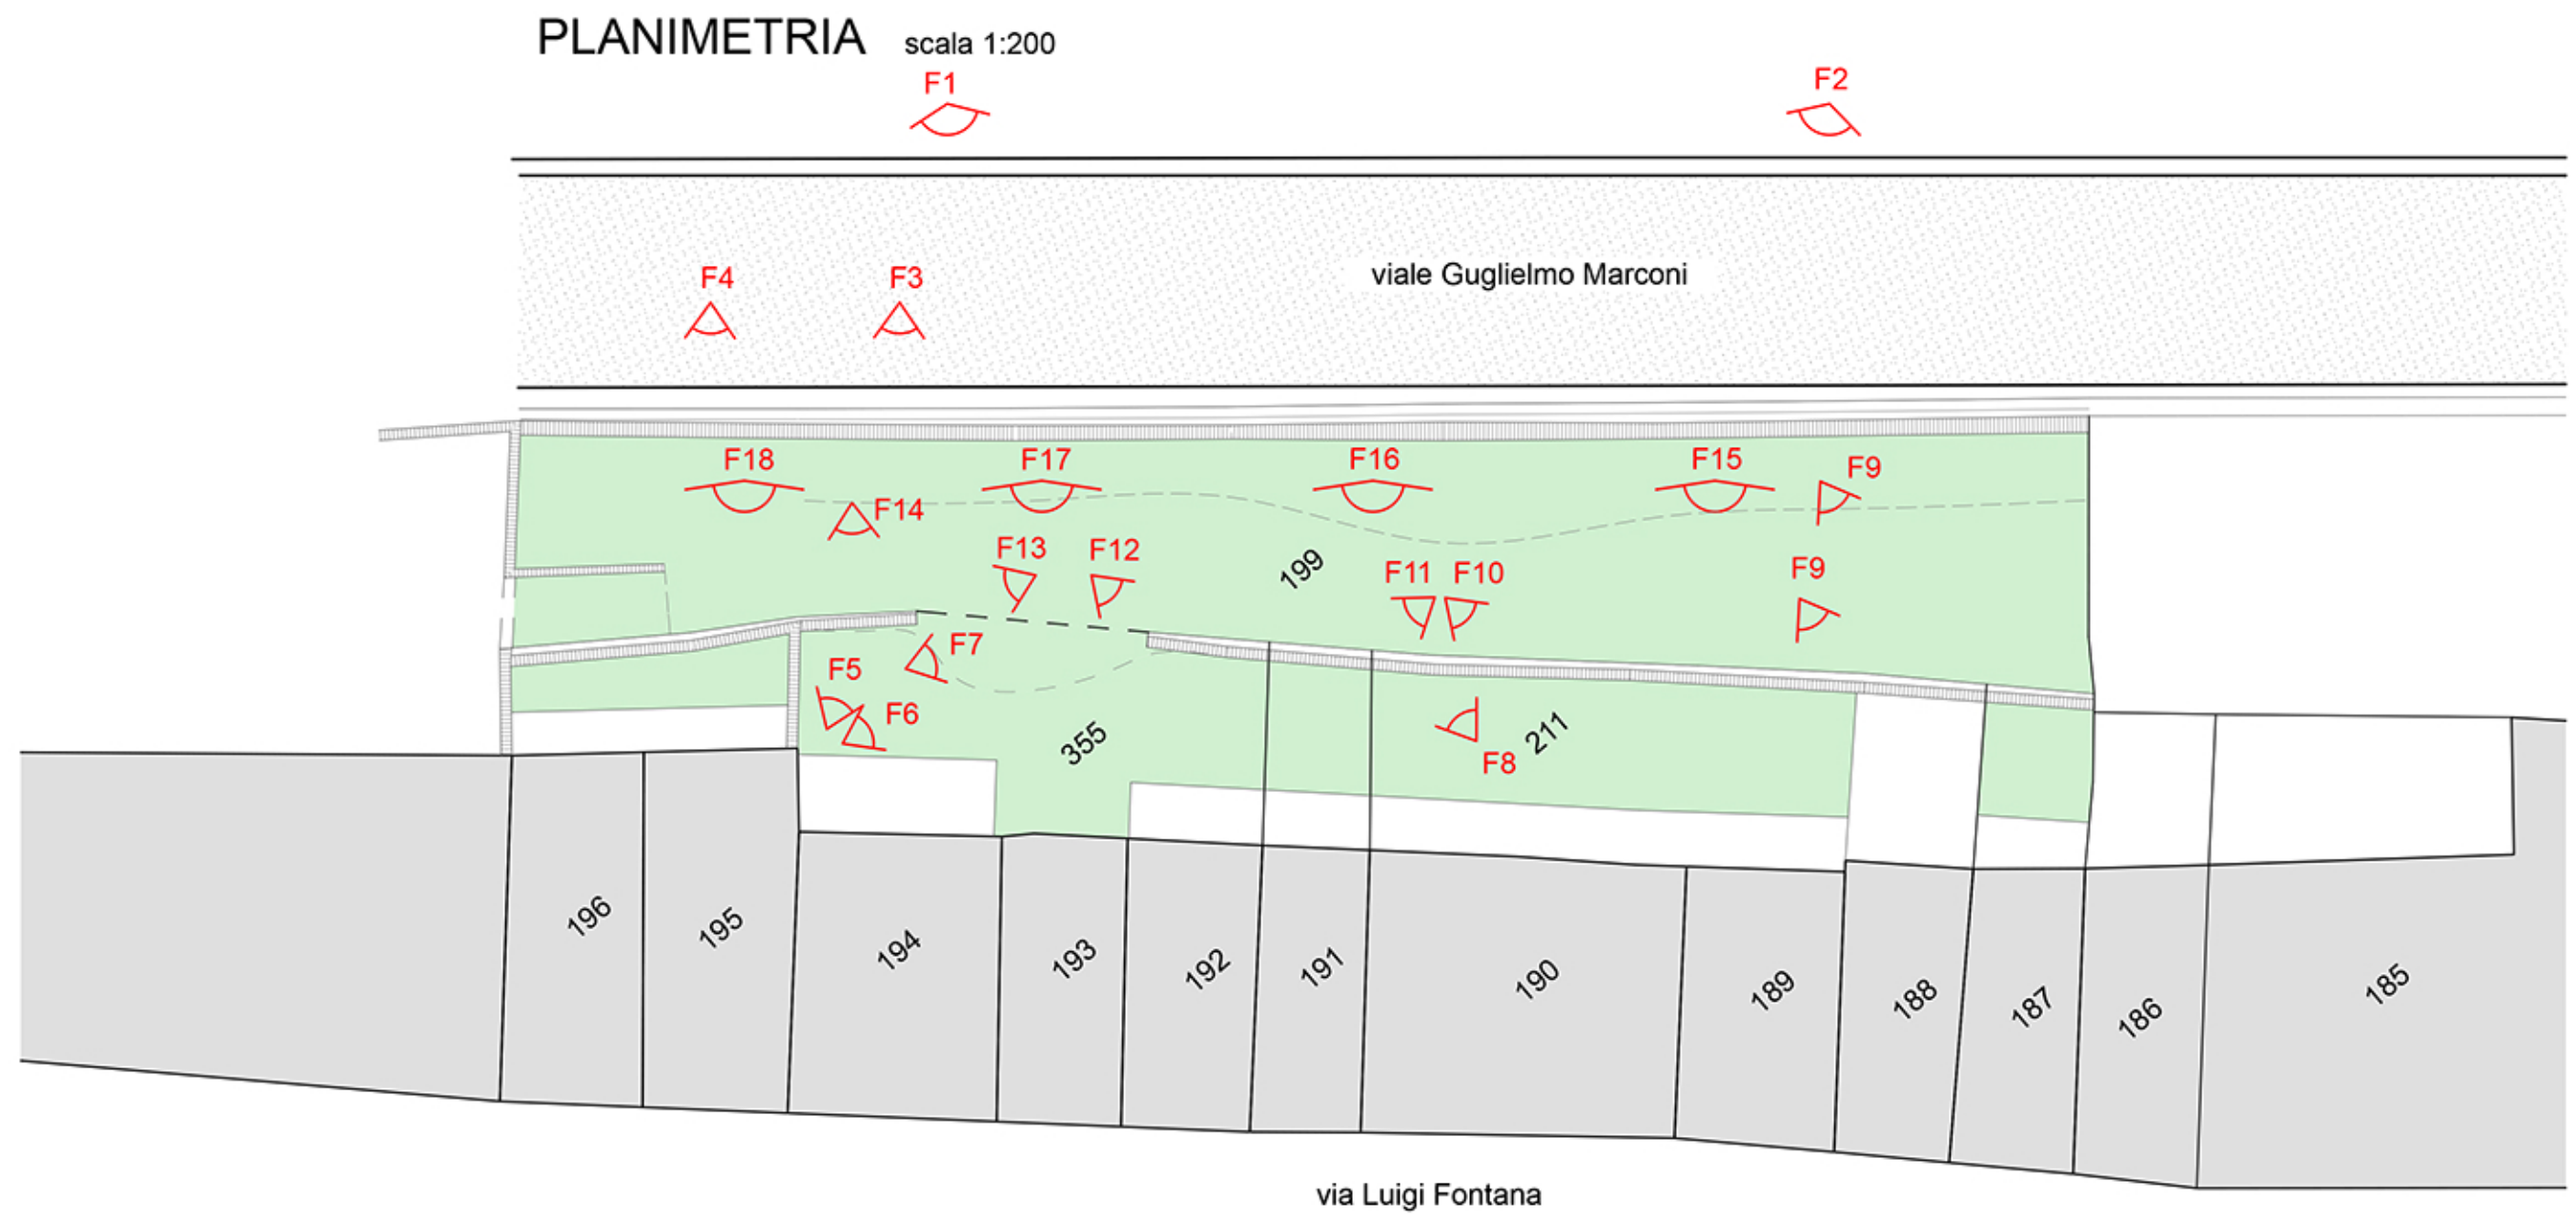 PLANIMETRIA scala 1:200
F1
F2
viale Guglielmo Marconi
F4
F3
F18
F17
F16
F15
F9
F14
F13
F12
199
F11
F10
F9
F7
F5
F6
355
F8
211
196
195
194
193
192
191
190
189
188
187
186
185
via Luigi Fontana